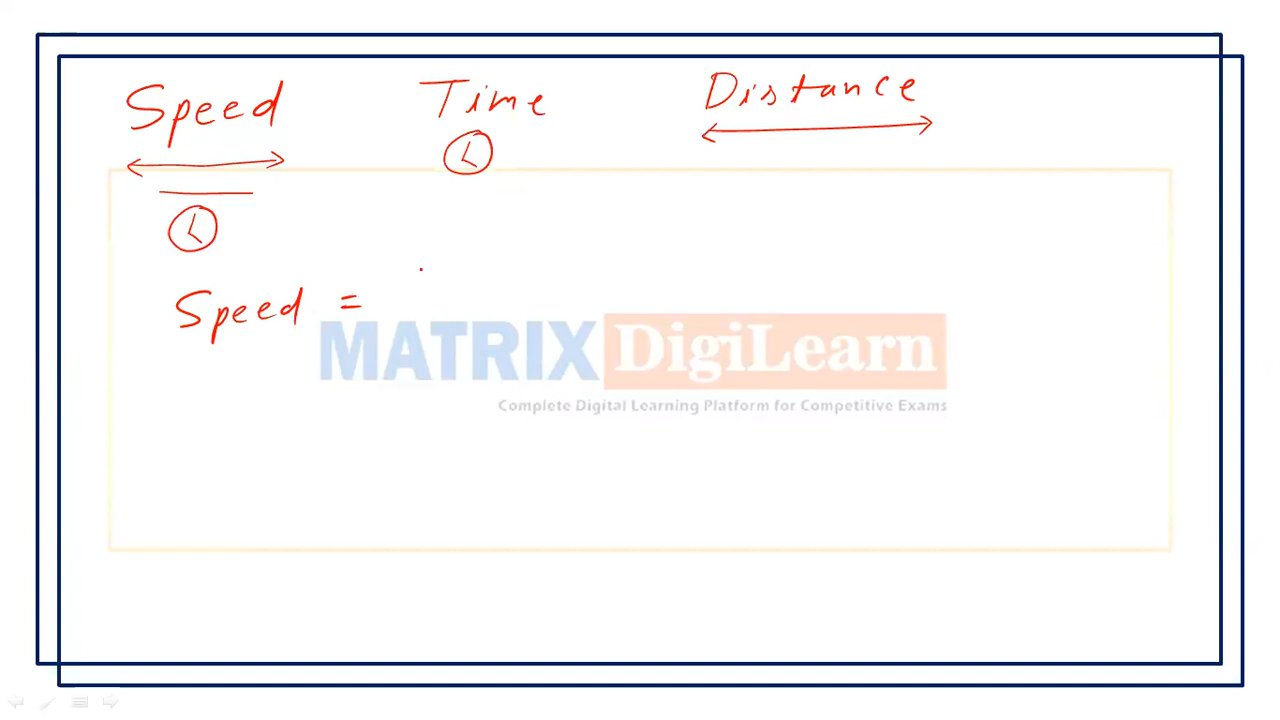 Speed Time Distance
Speed =
MATRIX DigiLearn
Complete Digital Learning Platform for Competitive Exams